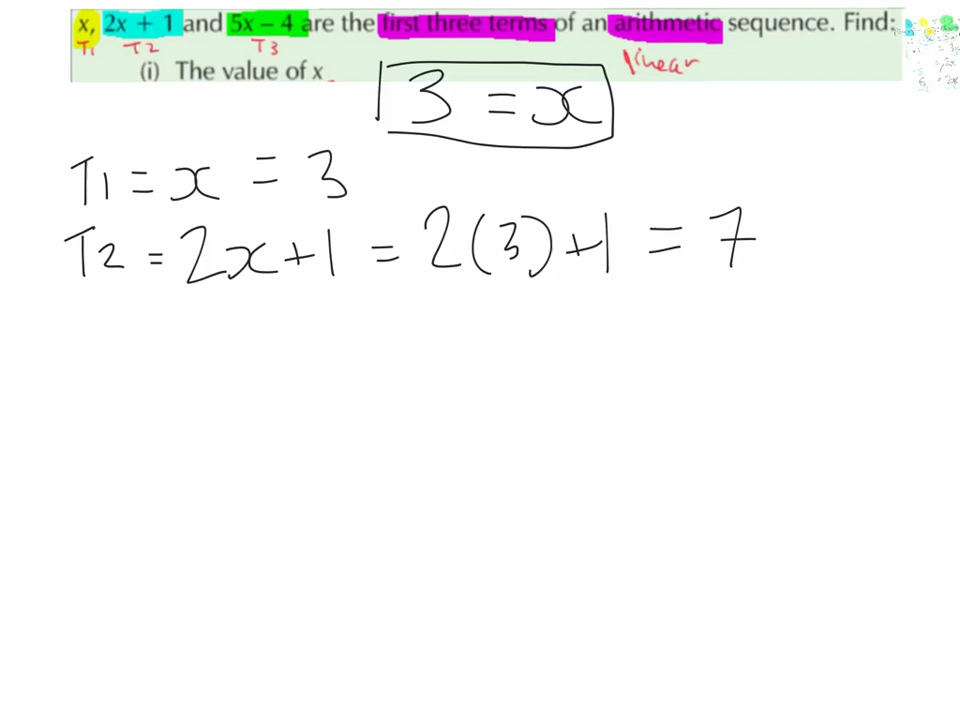 x, 2x + 1 and 5x – 4 are the first three terms of an arithmetic sequence. Find:
T1 T2 T3 linear
(i) The value of x
3 = x
T1 = x = 3
T2 = 2x+1 = 2(3)+1 = 7